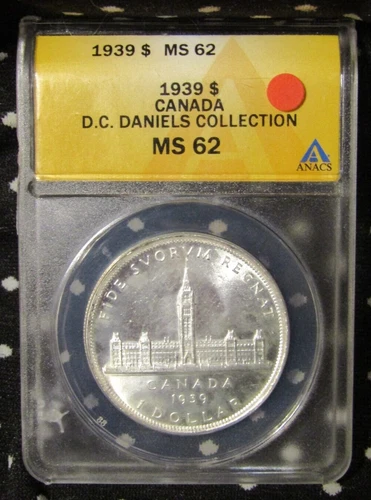 1939 $ MS 62
1939 $
CANADA
D.C. DANIELS COLLECTION
MS 62
ANACS
FIDE SVORVM REGNAT
CANADA
1939
1 DOLLAR